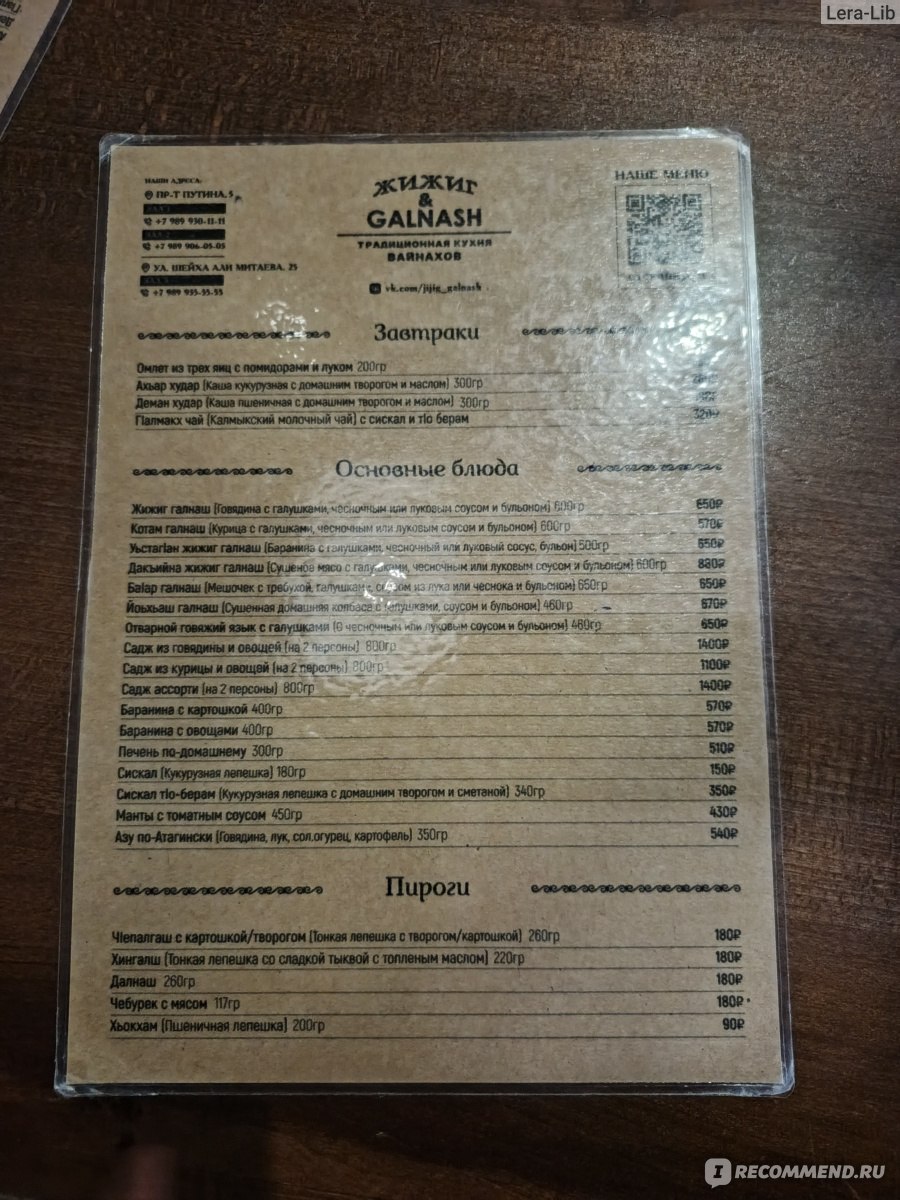 Lera-Lib
НАШИ АДРЕСА:
ПР-Т ПУТИНА, 5
+7 989 930-11-11
+7 989 906-05-05
УЛ. ШЕЙХА АЛИ МИТАЕВА, 25
+7 989 935-55-55
ЖИЖИГ
&
GALNASH
ТРАДИЦИОННАЯ КУХНЯ
ВАЙНАХОВ
vk.com/jijig_galnash
НАШЕ МЕНЮ
Завтраки
Омлет из трех яиц с помидорами и луком 200гр
Ахьар худар (Каша кукурузная с домашним творогом и маслом) 300гр
Деман худар (Каша пшеничная с домашним творогом и маслом) 300гр
ГIалмакх чай (Калмыкский молочный чай) с сискал и тIо берам 320₽
Основные блюда
Жижиг галнаш (Говядина с галушками, чесночным или луковым соусом и бульоном) 600гр 650₽
Котам галнаш (Курица с галушками, чесночным или луковым соусом и бульоном) 660гр 570₽
Уьстагlан жижиг галнаш (Баранина с галушками, чесночный или луковый соус, бульон) 500гр 650₽
Дакъийна жижиг галнаш (Сушеное мясо с галушками, чесночным или луковым соусом и бульоном) 600гр 880₽
Баlар галнаш (Мешочек с требухой, галушками, соусом из лука или чеснока и бульоном) 650гр 650₽
Йоьхьаш галнаш (Сушенная домашняя колбаса с галушками, соусом и бульоном) 460гр 670₽
Отварной говяжий язык с галушками (С чесночным или луковым соусом и бульоном) 460гр 650₽
Садж из говядины и овощей (на 2 персоны) 800гр 1400₽
Садж из курицы и овощей (на 2 персоны) 800гр 1100₽
Садж ассорти (на 2 персоны) 800гр 1400₽
Баранина с картошкой 400гр 570₽
Баранина с овощами 400гр 570₽
Печень по-домашнему 300гр 510₽
Сискал (Кукурузная лепешка) 180гр 150₽
Сискал тlо-берам (Кукурузная лепешка с домашним творогом и сметаной) 340гр 350₽
Манты с томатным соусом 450гр 430₽
Азу по-Атагински (Говядина, лук, сол.огурец, картофель) 350гр 540₽
Пироги
Чlепалгаш с картошкой/творогом (Тонкая лепешка с творогом/картошкой) 260гр 180₽
Хингалш (Тонкая лепешка со сладкой тыквой с топленым маслом) 220гр 180₽
Далнаш 260гр 180₽
Чебурек с мясом 117гр 180₽
Хьокхам (Пшеничная лепешка) 200гр 90₽
I RECOMMEND.RU